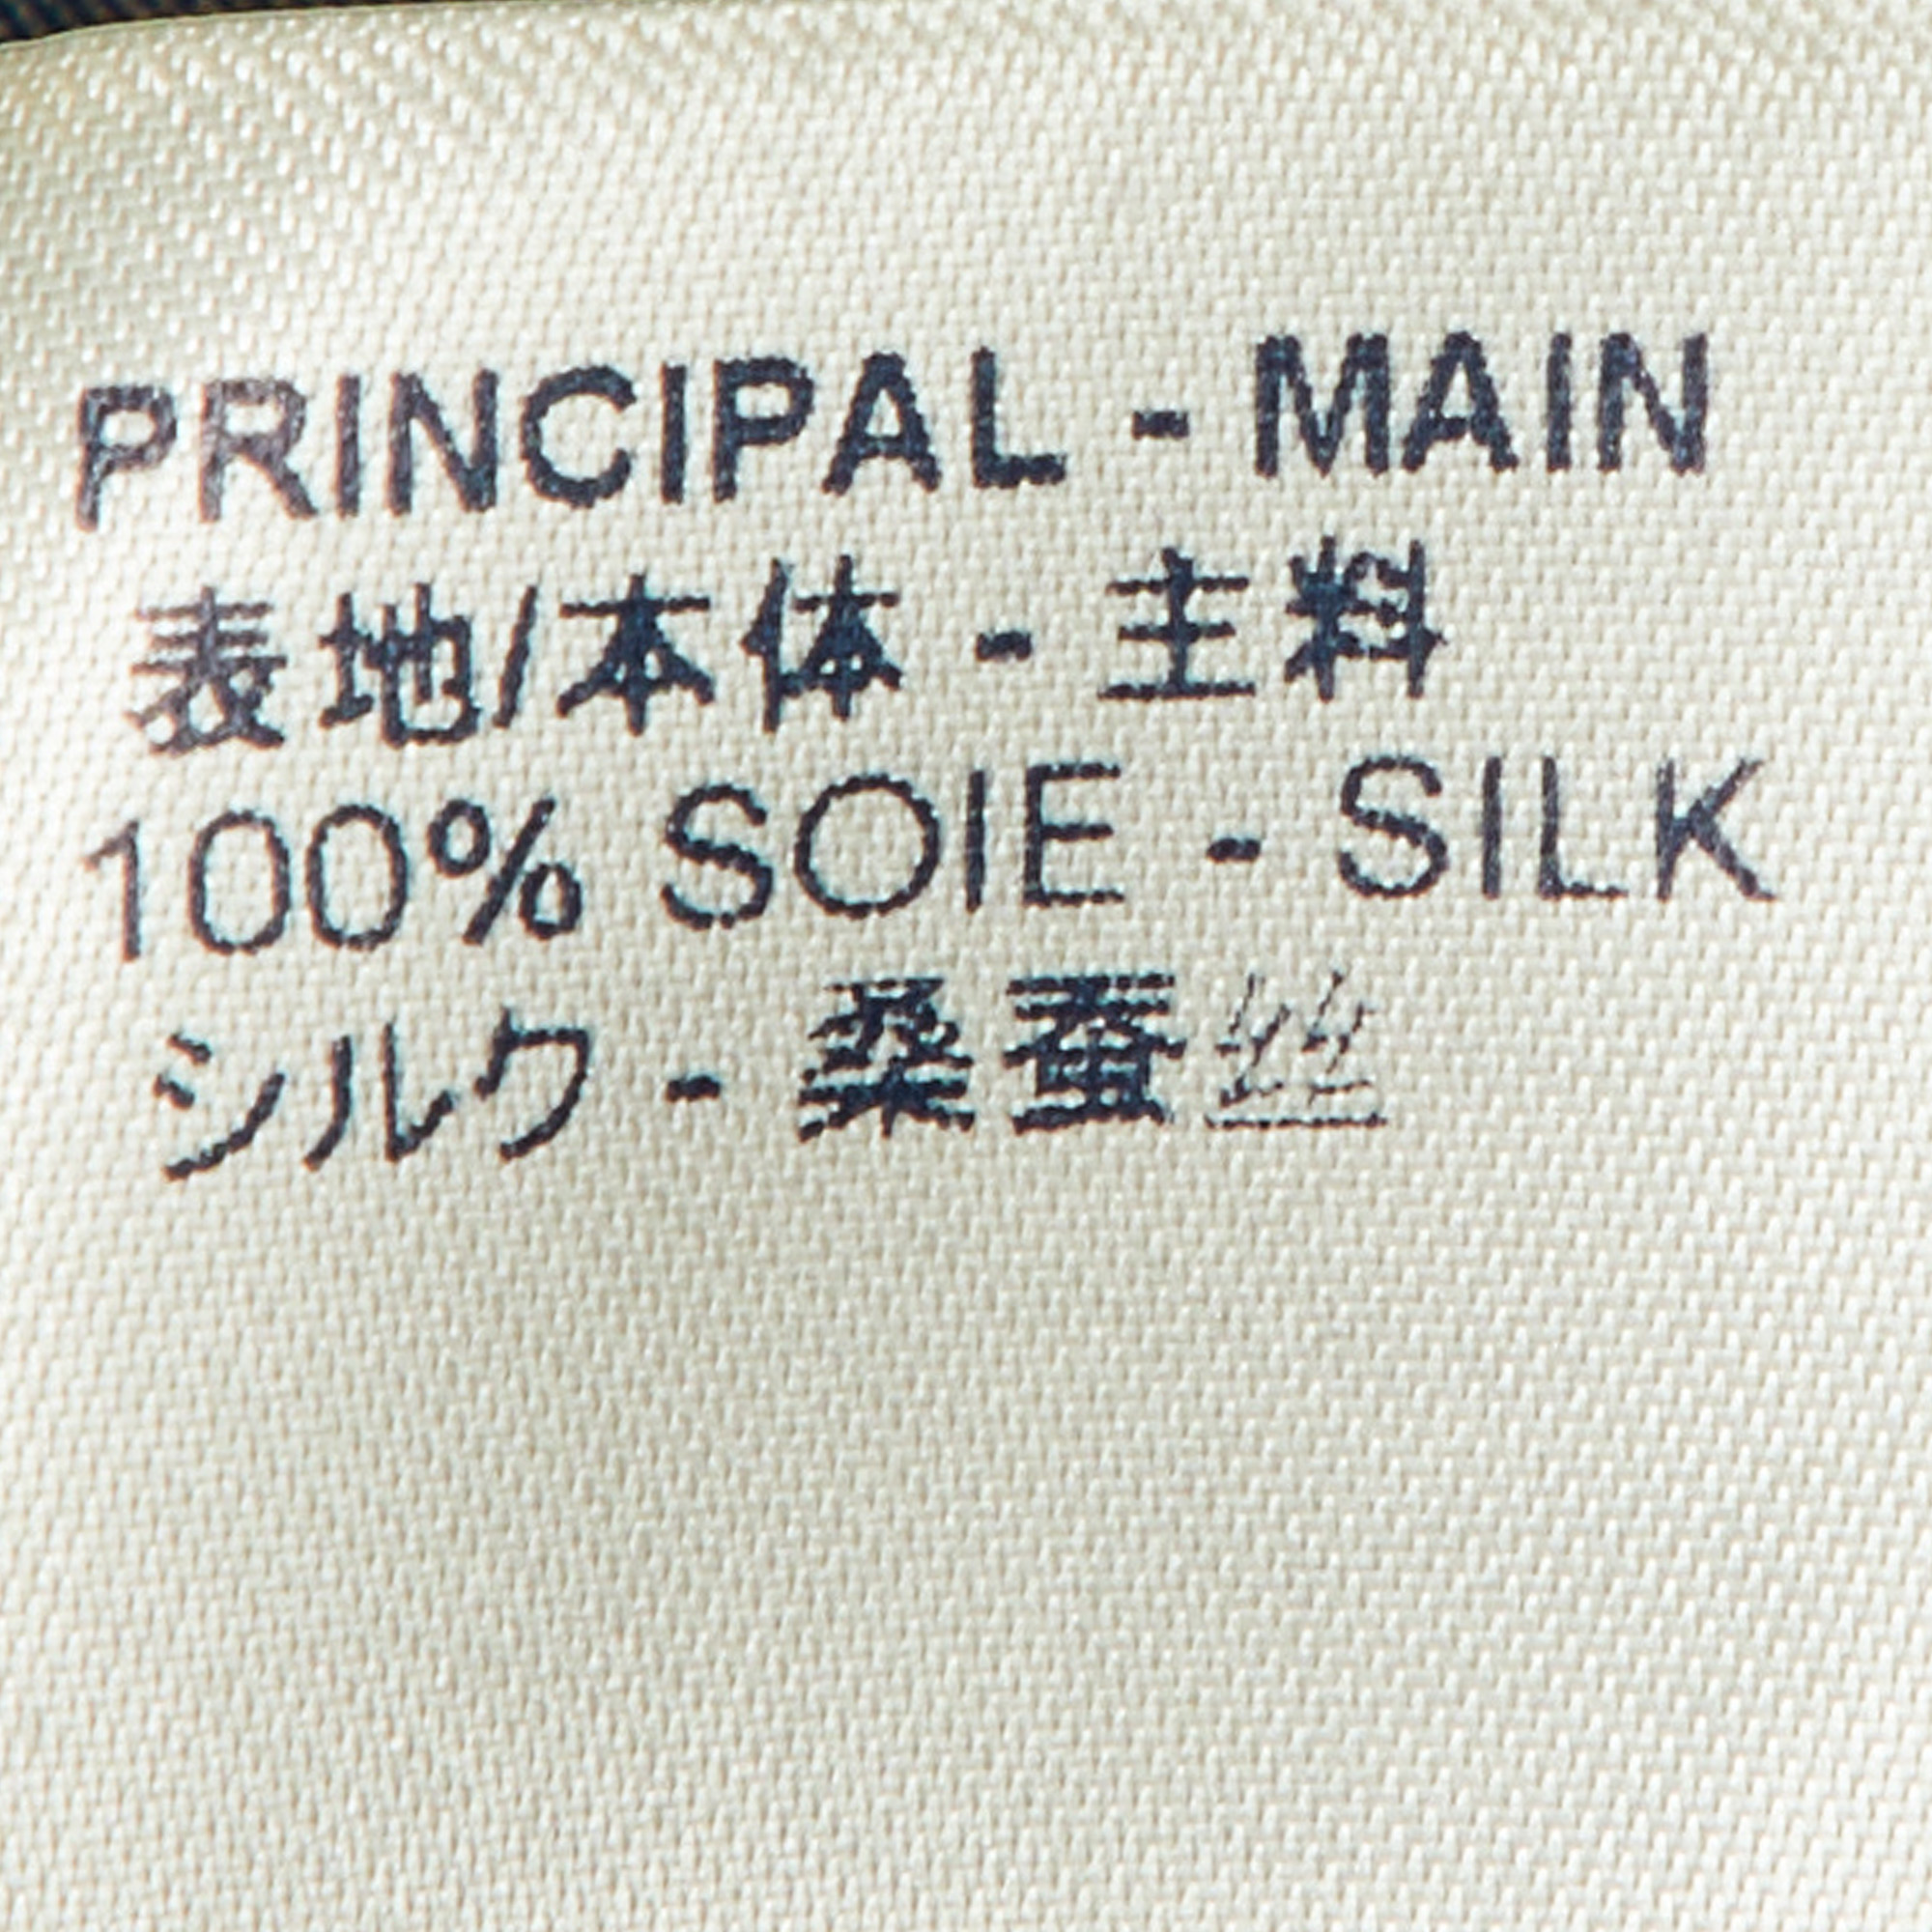 PRINCIPAL - MAIN
表地/本体 - 主料
100% SOIE - SILK
シルク - 桑蚕丝